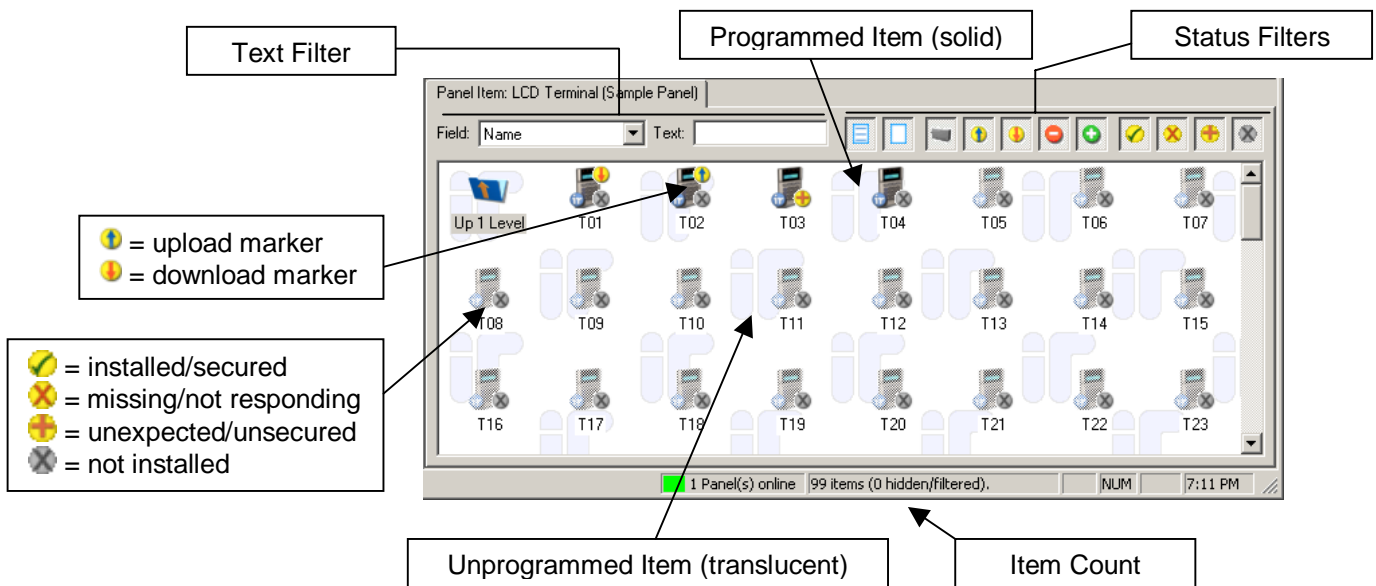 Text Filter
Programmed Item (solid)
Status Filters
Panel Item: LCD Terminal (Sample Panel)
Field: Name Text:
Up 1 Level T01 T02 T03 T04 T05 T06 T07
= upload marker
= download marker
T08 T09 T10 T11 T12 T13 T14 T15
= installed/secured
= missing/not responding
= unexpected/unsecured
= not installed
T16 T17 T18 T19 T20 T21 T22 T23
1 Panel(s) online 99 items (0 hidden/filtered). NUM 7:11 PM
Unprogrammed Item (translucent)
Item Count